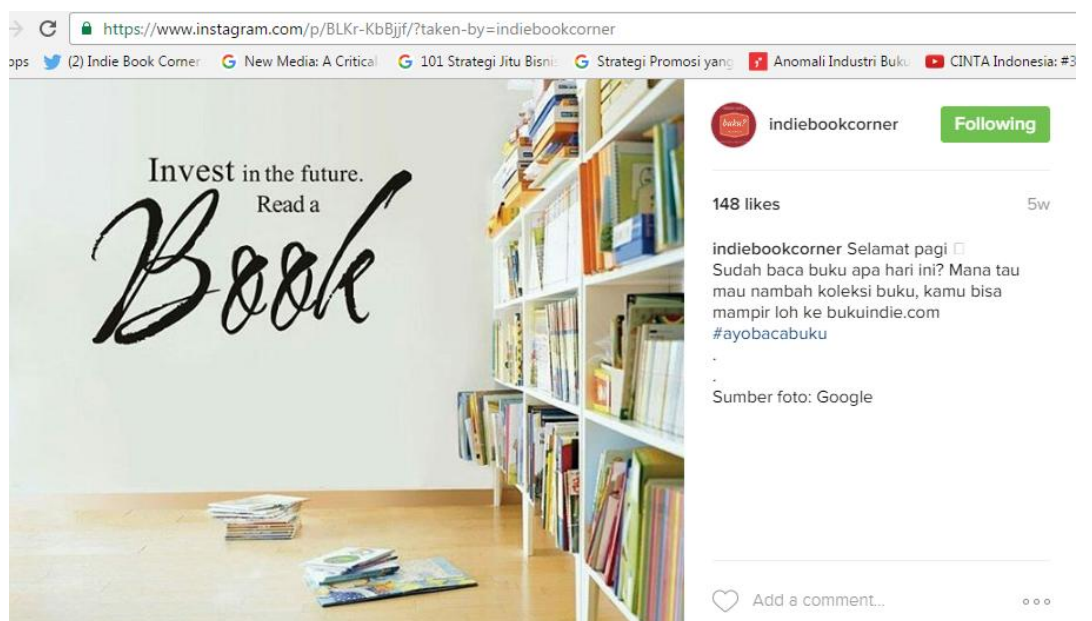 https://www.instagram.com/p/BLKr-KbBjjf/?taken-by=indiebookcorner
(2) Indie Book Corner New Media: A Critical 101 Strategi Jitu Bisni Strategi Promosi yang Anomali Industri Buku CINTA Indonesia: #3
Invest in the future.
Read a
Book
buku?
indiebookcorner
Following
148 likes
5w
indiebookcorner Selamat pagi
Sudah baca buku apa hari ini? Mana tau
mau nambah koleksi buku, kamu bisa
mampir loh ke bukuindie.com
#ayobacabuku
.
.
Sumber foto: Google
Add a comment...